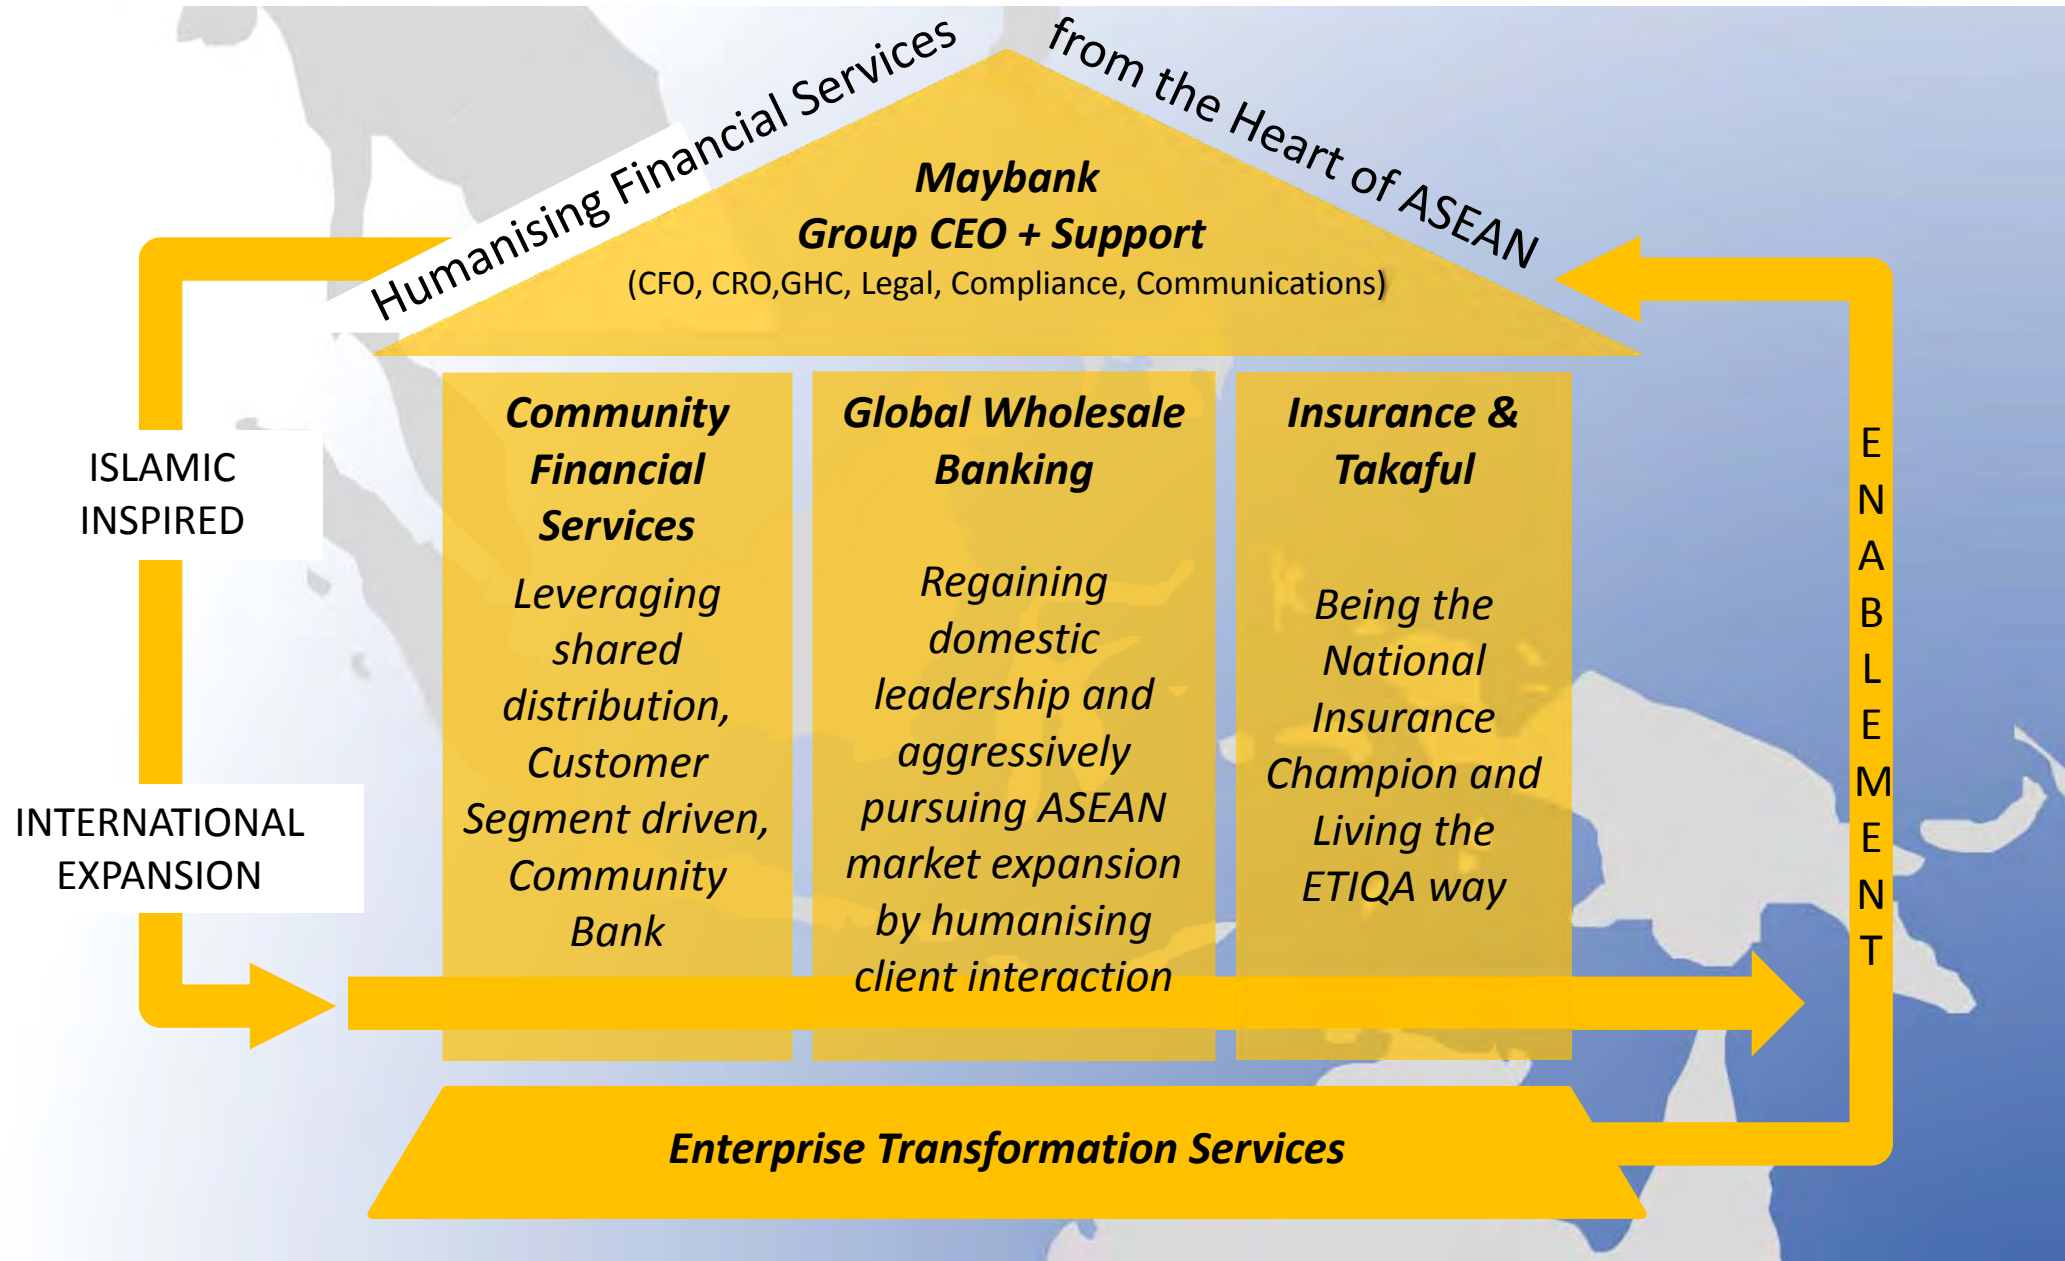 Humanising Financial Services
from the Heart of ASEAN
Maybank
Group CEO + Support
(CFO, CRO,GHC, Legal, Compliance, Communications)
ISLAMIC
INSPIRED
INTERNATIONAL
EXPANSION
Community
Financial
Services
Leveraging
shared
distribution,
Customer
Segment driven,
Community
Bank
Global Wholesale
Banking
Regaining
domestic
leadership and
aggressively
pursuing ASEAN
market expansion
by humanising
client interaction
Insurance &
Takaful
Being the
National
Insurance
Champion and
Living the
ETIQA way
ENABLEMENT
Enterprise Transformation Services